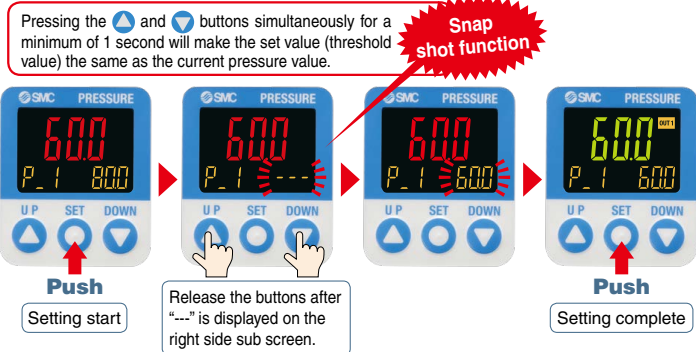 Pressing the and buttons simultaneously for a
minimum of 1 second will make the set value (threshold
value) the same as the current pressure value.
Snap
shot function
SMC PRESSURE
60.0
P_1 80.0
UP SET DOWN
Push
Setting start
SMC PRESSURE
60.0
P_1 ---
UP SET DOWN
Release the buttons after
“---” is displayed on the
right side sub screen.
SMC PRESSURE
60.0
P_1 60.0
UP SET DOWN
SMC PRESSURE
OUT1
60.0
P_1 60.0
UP SET DOWN
Push
Setting complete